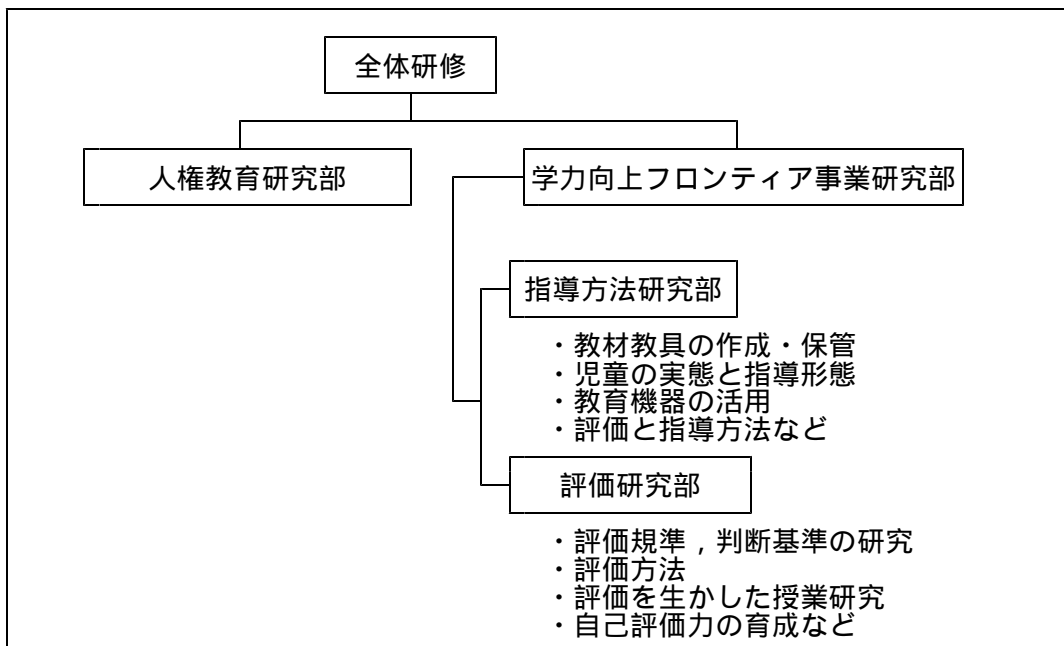 全体研修
人権教育研究部
学力向上フロンティア事業研究部
指導方法研究部
・教材教具の作成・保管
・児童の実態と指導形態
・教育機器の活用
・評価と指導方法など
評価研究部
・評価規準，判断基準の研究
・評価方法
・評価を生かした授業研究
・自己評価力の育成など